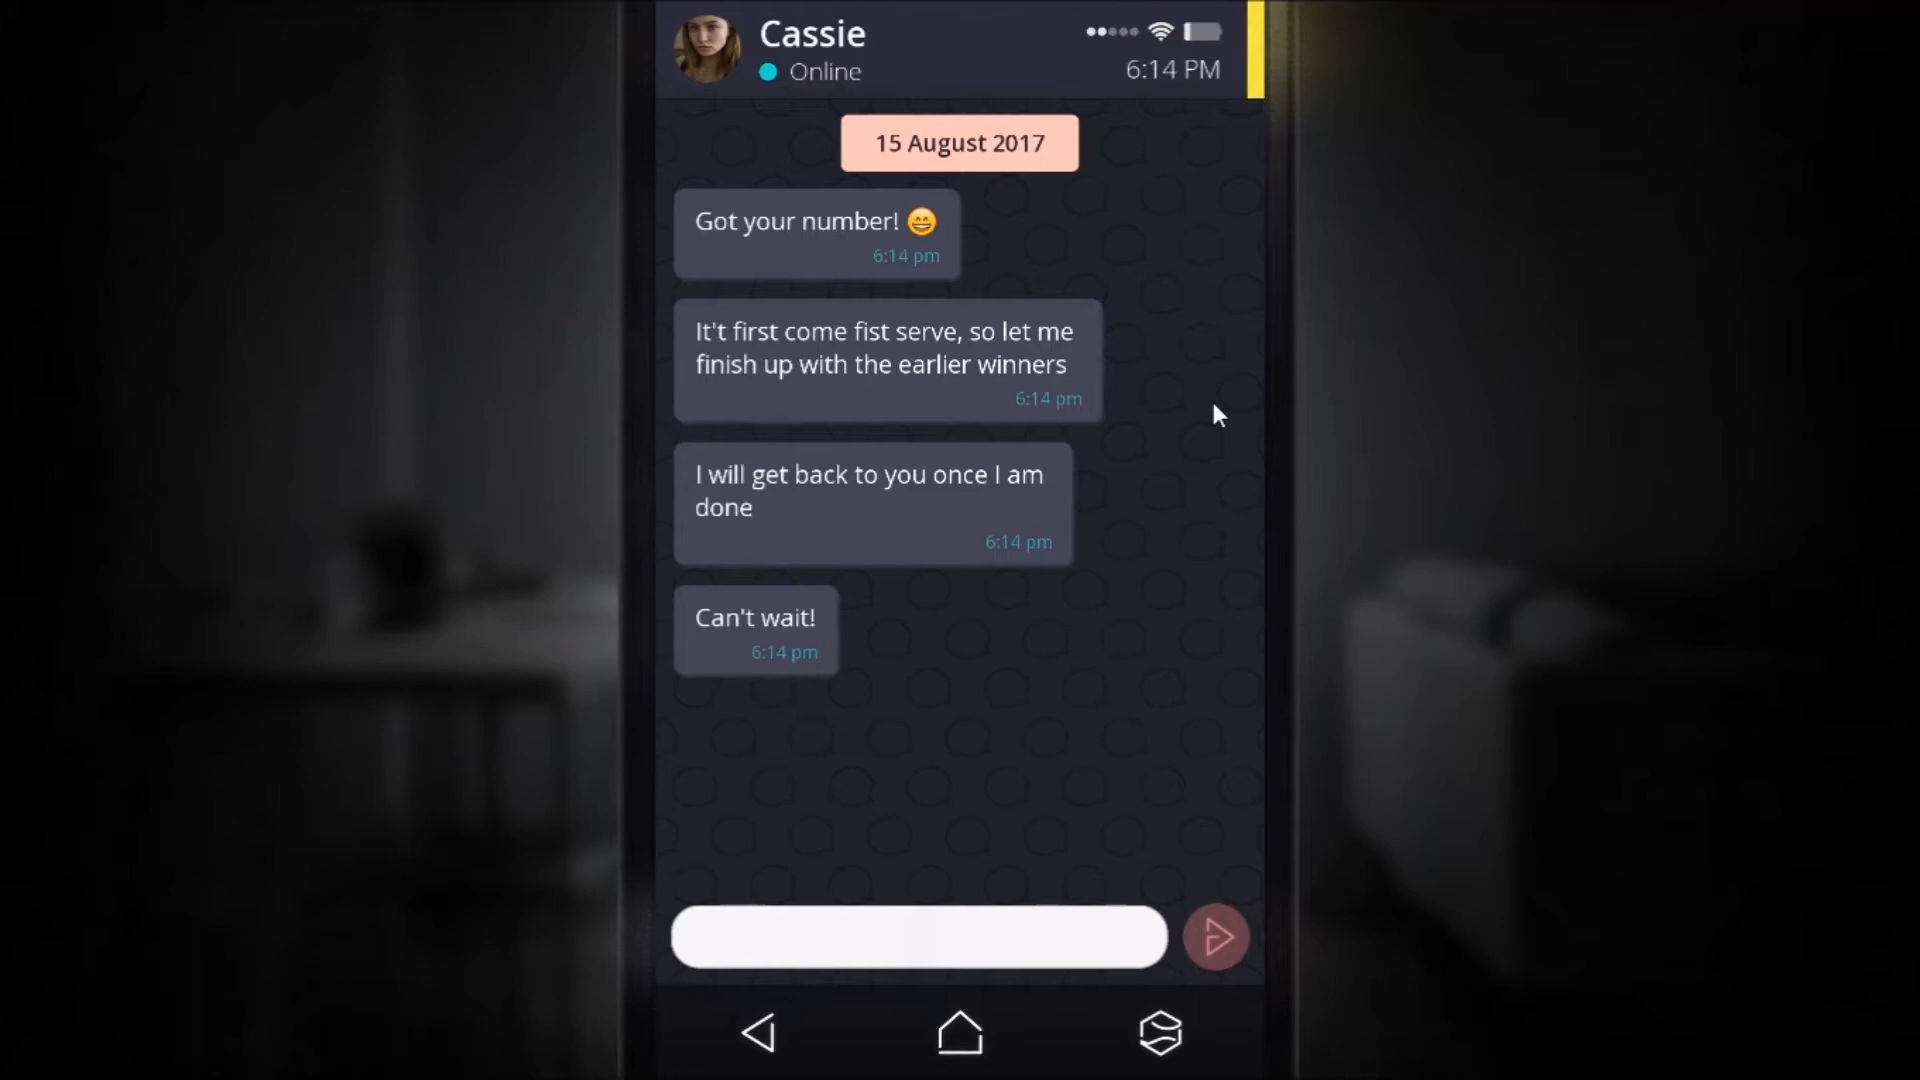 Cassie
Online
6:14 PM
15 August 2017
Got your number! 😄
6:14 pm
It't first come fist serve, so let me
finish up with the earlier winners
6:14 pm
I will get back to you once I am
done
6:14 pm
Can't wait!
6:14 pm